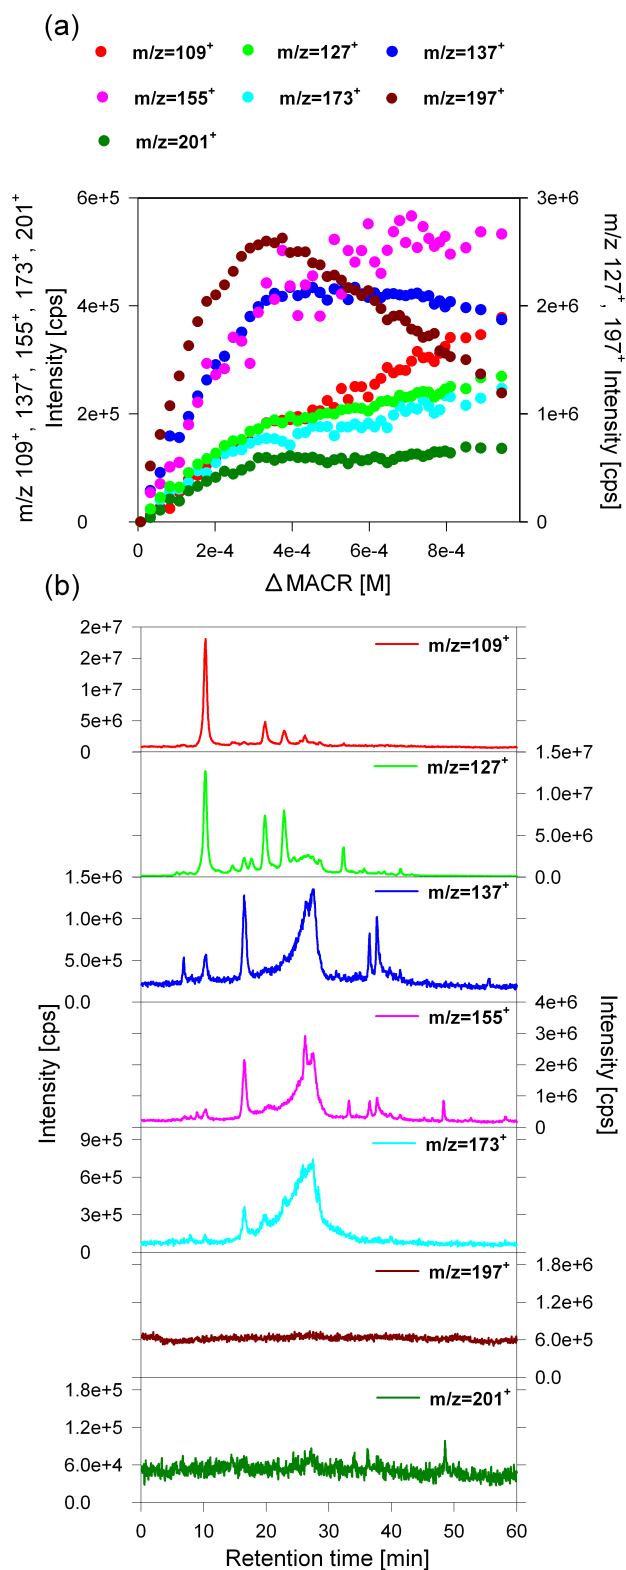 (a)
m/z=109⁺ m/z=127⁺ m/z=137⁺
m/z=155⁺ m/z=173⁺ m/z=197⁺
m/z=201⁺
m/z 109⁺, 137⁺, 155⁺, 173⁺, 201⁺
Intensity [cps]
6e+5
4e+5
2e+5
0
3e+6
2e+6
1e+6
0
m/z 127⁺, 197⁺ Intensity [cps]
0 2e-4 4e-4 6e-4 8e-4
Δ MACR [M]
(b)
2e+7
2e+7
1e+7
5e+6
0
m/z=109⁺
1.5e+7
1.0e+7
5.0e+6
0.0
m/z=127⁺
1.5e+6
1.0e+6
5.0e+5
0.0
m/z=137⁺
4e+6
3e+6
2e+6
1e+6
0
m/z=155⁺
Intensity [cps]
Intensity [cps]
9e+5
6e+5
3e+5
0
m/z=173⁺
1.8e+6
1.2e+6
6.0e+5
0.0
m/z=197⁺
1.8e+5
1.2e+5
6.0e+4
0.0
m/z=201⁺
0 10 20 30 40 50 60
Retention time [min]